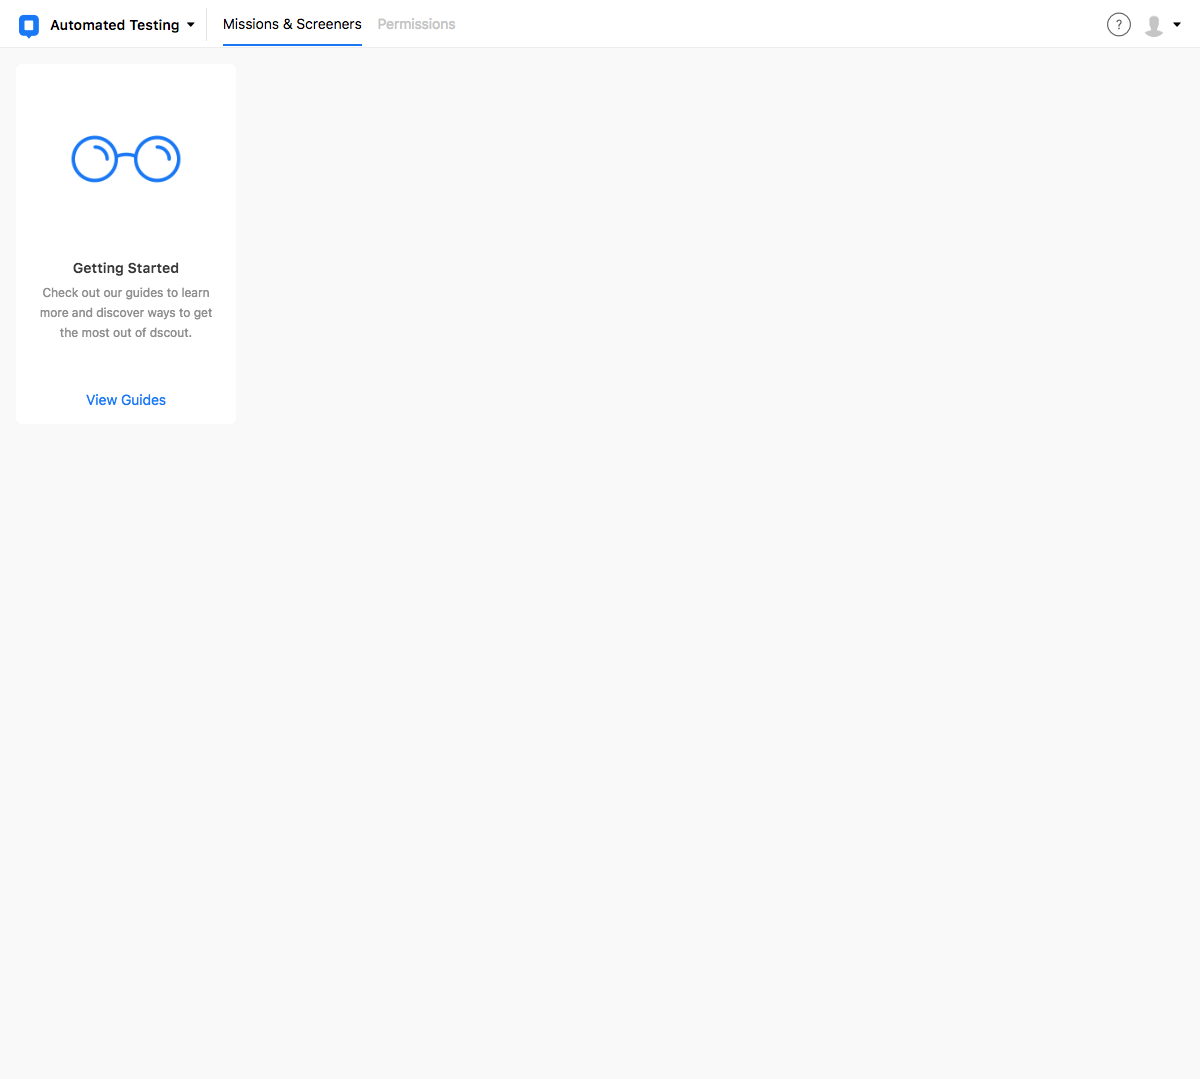 Automated Testing
Missions & Screeners
Permissions
?
Getting Started
Check out our guides to learn
more and discover ways to get
the most out of dscout.
View Guides